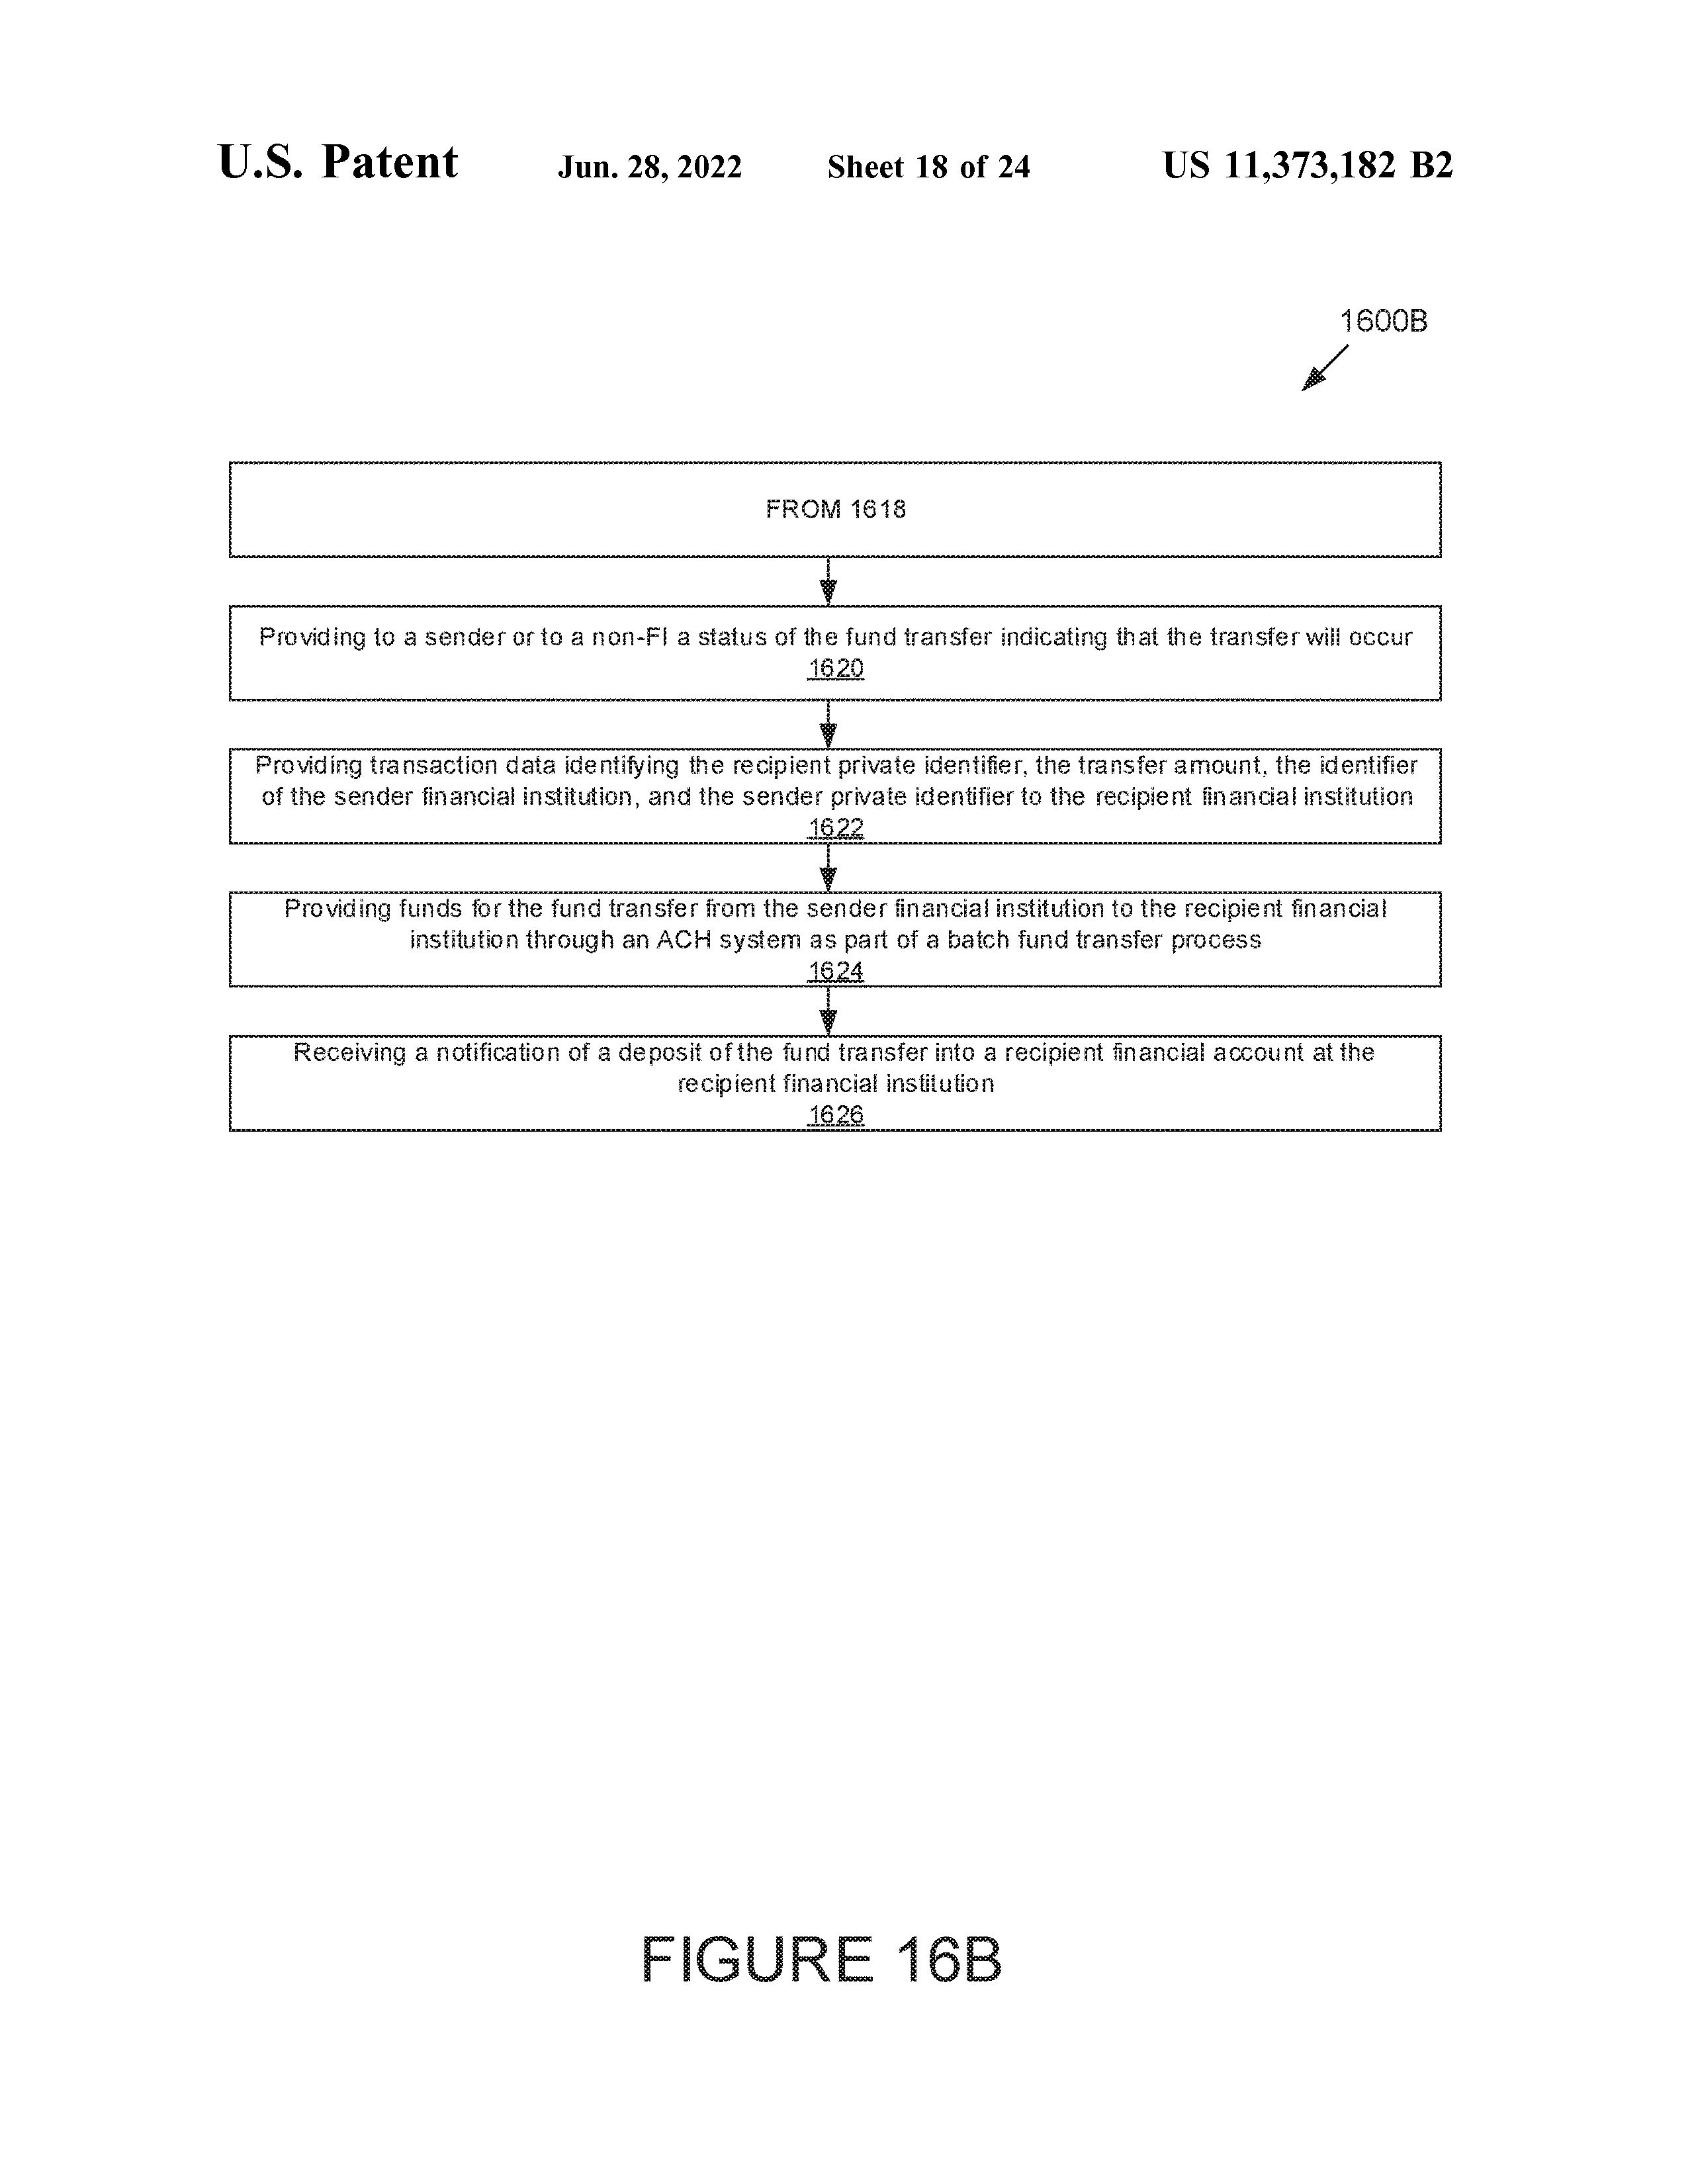 U.S. Patent Jun. 28, 2022 Sheet 18 of 24 US 11,373,182 B2
1600B
FROM 1618
Providing to a sender or to a non-FI a status of the fund transfer indicating that the transfer will occur
1620
Providing transaction data identifying the recipient private identifier, the transfer amount, the identifier
of the sender financial institution, and the sender private identifier to the recipient financial institution
1622
Providing funds for the fund transfer from the sender financial institution to the recipient financial
institution through an ACH system as part of a batch fund transfer process
1624
Receiving a notification of a deposit of the fund transfer into a recipient financial account at the
recipient financial institution
1626
FIGURE 16B